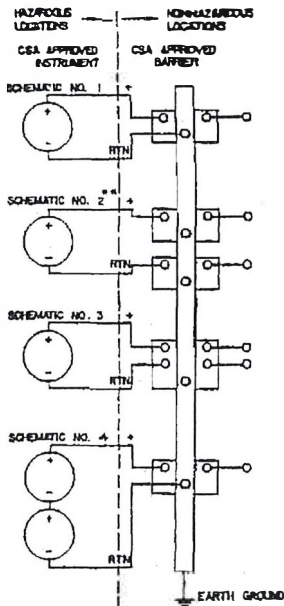 HAZARDOUS LOCATIONS
NONHAZARDOUS LOCATIONS
CSA APPROVED INSTRUMENT
CSA APPROVED BARRIER
SCHEMATIC NO. 1 +
+
-
RTN
SCHEMATIC NO. 2** +
+
-
RTN
SCHEMATIC NO. 3 +
+
-
RTN
SCHEMATIC NO. 4 +
+
-
+
-
RTN
EARTH GROUND